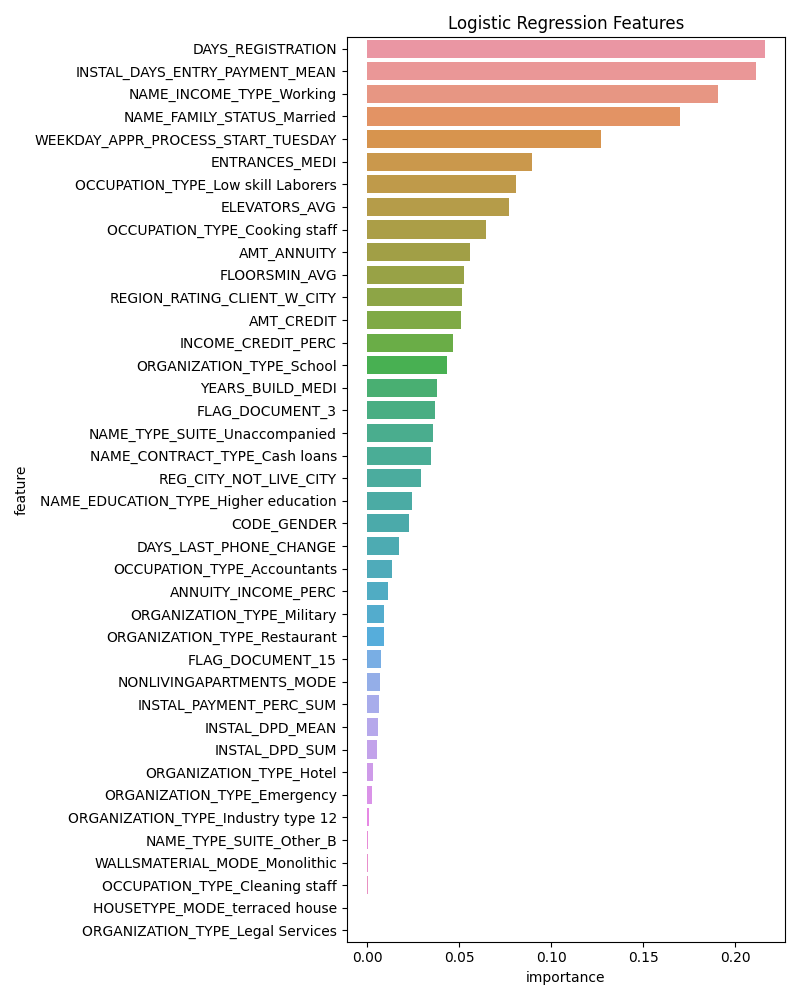 Logistic Regression Features
DAYS_REGISTRATION
INSTAL_DAYS_ENTRY_PAYMENT_MEAN
NAME_INCOME_TYPE_Working
NAME_FAMILY_STATUS_Married
WEEKDAY_APPR_PROCESS_START_TUESDAY
ENTRANCES_MEDI
OCCUPATION_TYPE_Low skill Laborers
ELEVATORS_AVG
OCCUPATION_TYPE_Cooking staff
AMT_ANNUITY
FLOORSMIN_AVG
REGION_RATING_CLIENT_W_CITY
AMT_CREDIT
INCOME_CREDIT_PERC
ORGANIZATION_TYPE_School
YEARS_BUILD_MEDI
FLAG_DOCUMENT_3
NAME_TYPE_SUITE_Unaccompanied
NAME_CONTRACT_TYPE_Cash loans
REG_CITY_NOT_LIVE_CITY
NAME_EDUCATION_TYPE_Higher education
CODE_GENDER
DAYS_LAST_PHONE_CHANGE
OCCUPATION_TYPE_Accountants
ANNUITY_INCOME_PERC
ORGANIZATION_TYPE_Military
ORGANIZATION_TYPE_Restaurant
FLAG_DOCUMENT_15
NONLIVINGAPARTMENTS_MODE
INSTAL_PAYMENT_PERC_SUM
INSTAL_DPD_MEAN
INSTAL_DPD_SUM
ORGANIZATION_TYPE_Hotel
ORGANIZATION_TYPE_Emergency
ORGANIZATION_TYPE_Industry type 12
NAME_TYPE_SUITE_Other_B
WALLSMATERIAL_MODE_Monolithic
OCCUPATION_TYPE_Cleaning staff
HOUSETYPE_MODE_terraced house
ORGANIZATION_TYPE_Legal Services
feature
0.00 0.05 0.10 0.15 0.20
importance